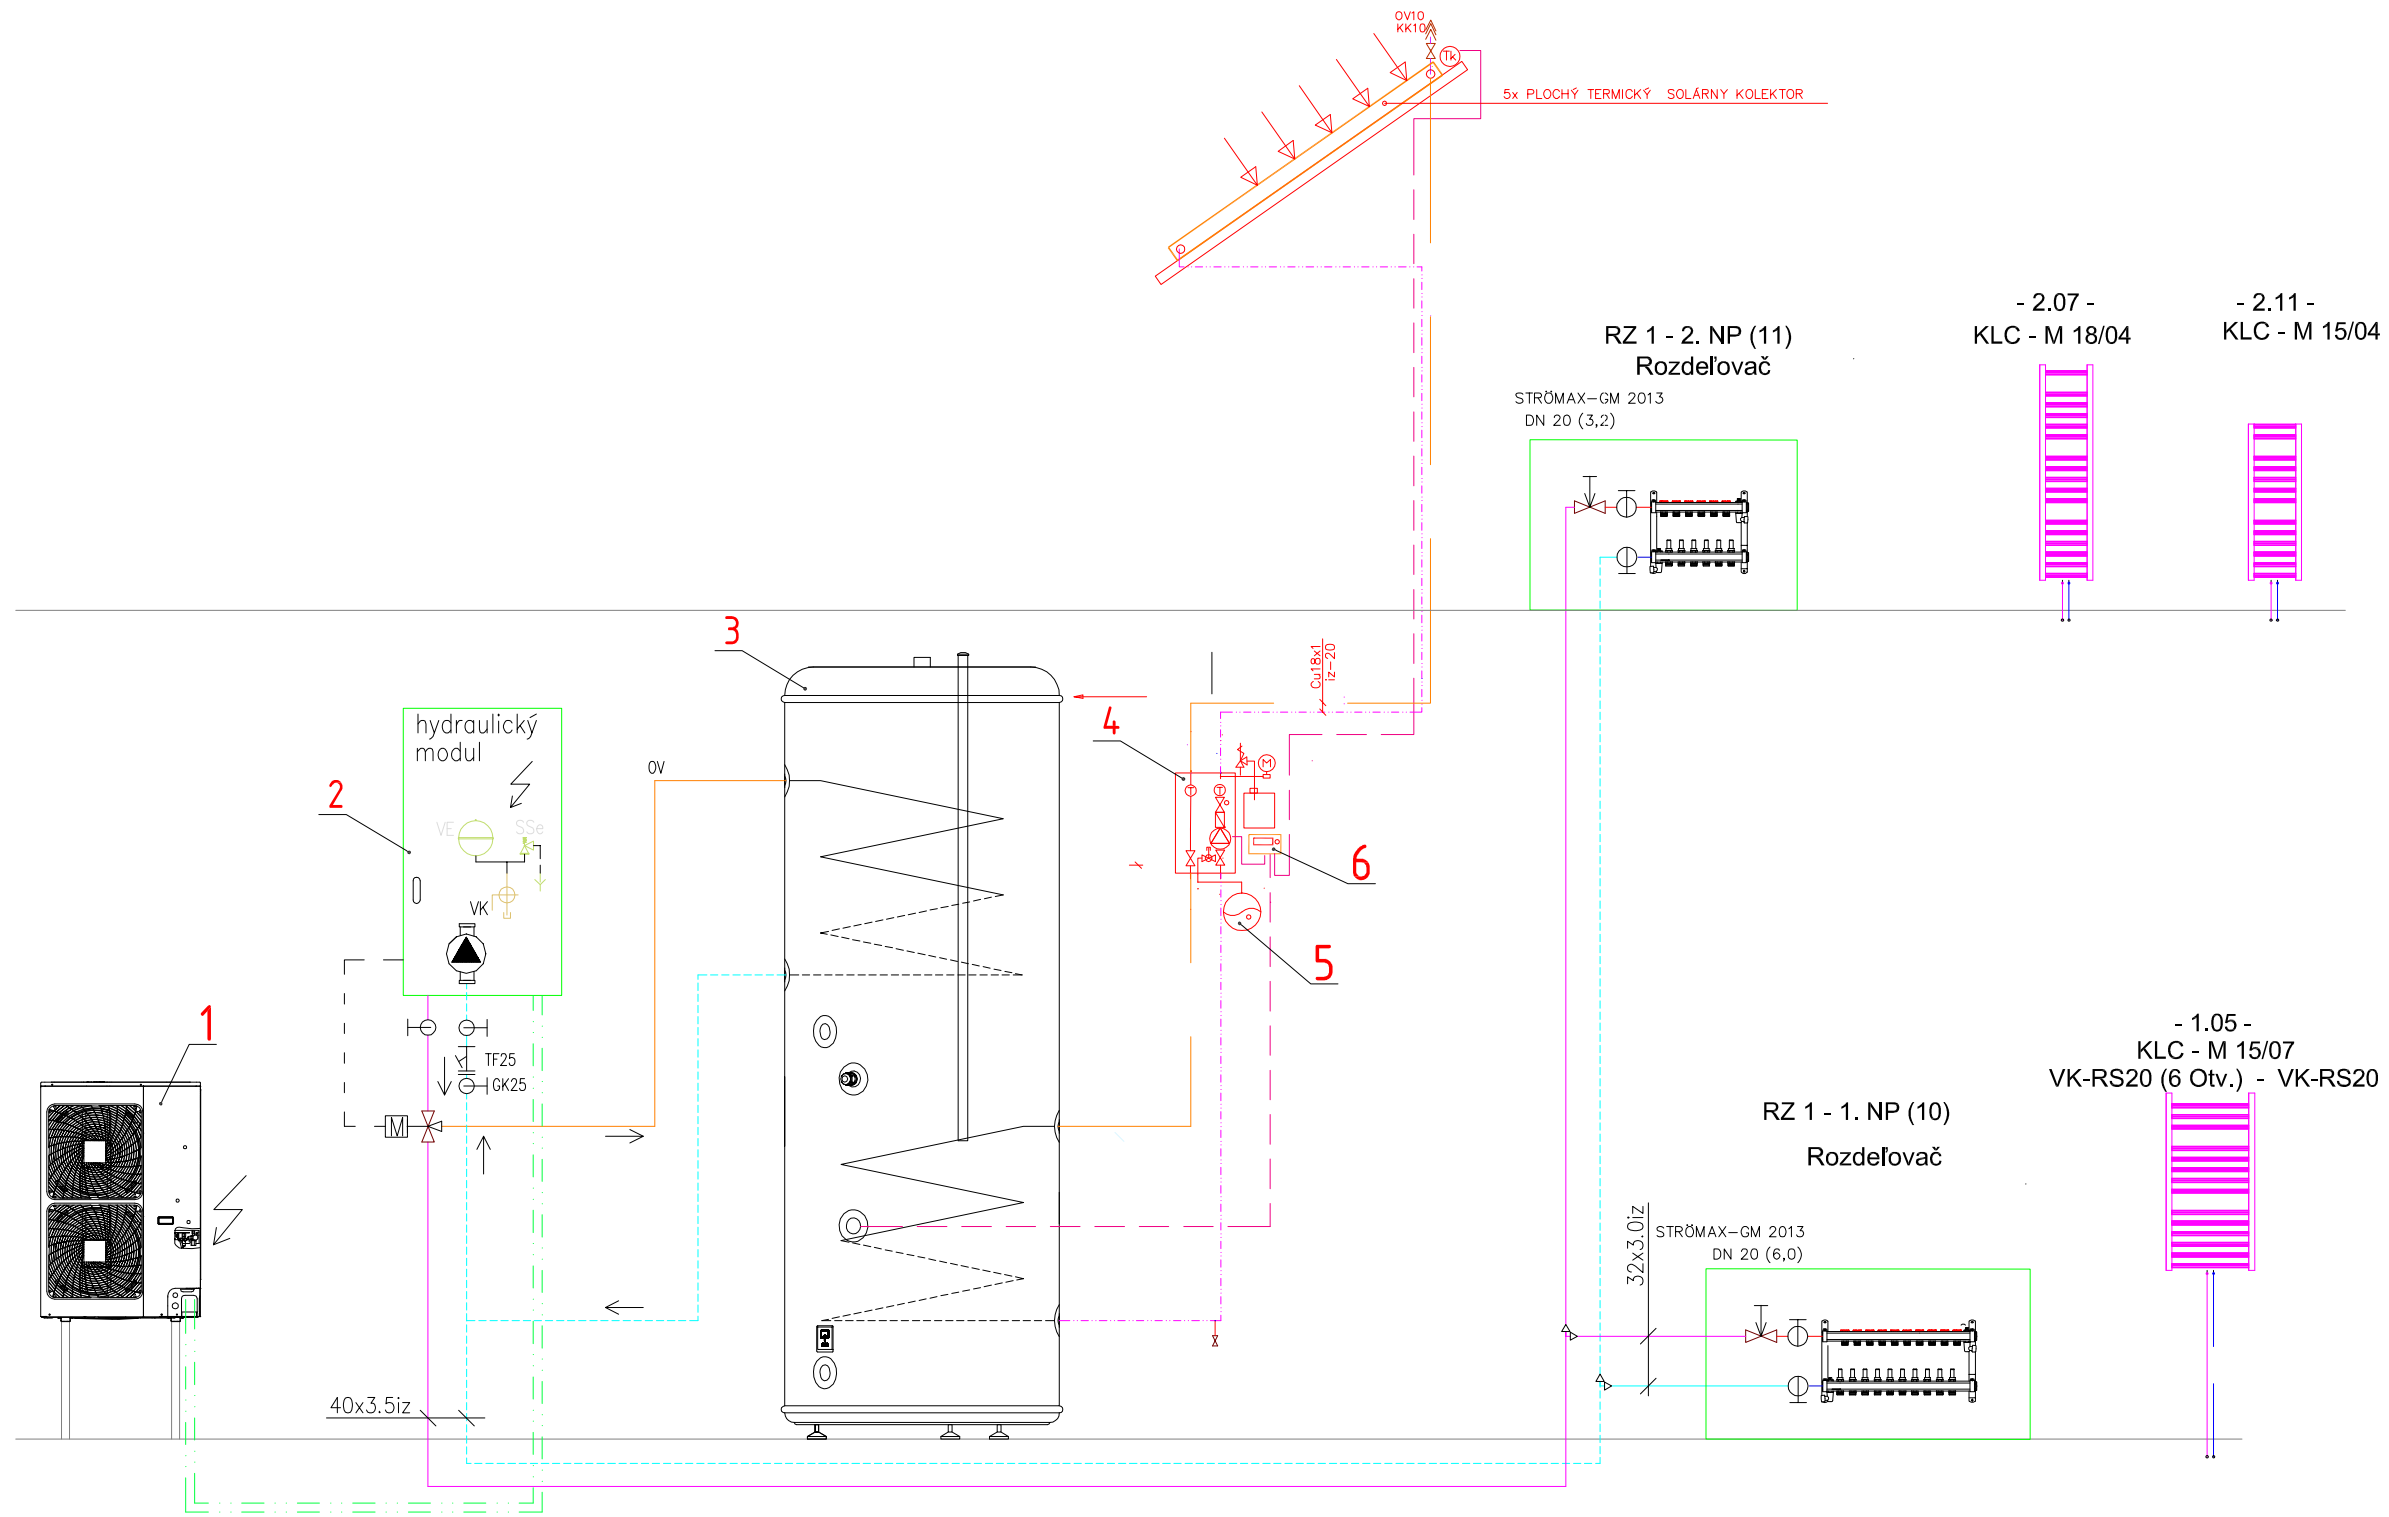 OV10
KK10
Tk
5x PLOCHÝ TERMICKÝ SOLÁRNY KOLEKTOR
- 2.07 -
KLC - M 18/04
- 2.11 -
KLC - M 15/04
RZ 1 - 2. NP (11)
Rozdeľovač
STRÖMAX-GM 2013
DN 20 (3,2)
3
Cu18x1
iz-20
4
hydraulický
modul
OV
M
2
T
T
VE
SSe
6
VK
5
1
TF25
GK25
M
- 1.05 -
KLC - M 15/07
VK-RS20 (6 Otv.) - VK-RS20
RZ 1 - 1. NP (10)
Rozdeľovač
32x3.0iz
STRÖMAX-GM 2013
DN 20 (6,0)
40x3.5iz